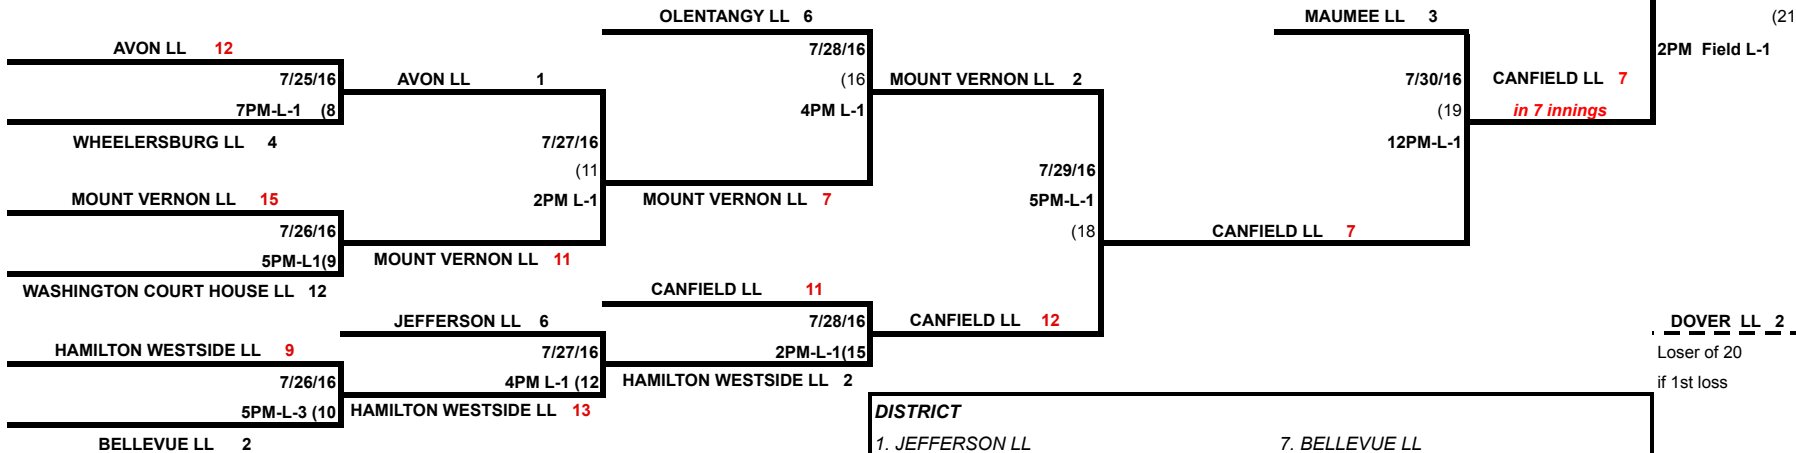 OLENTANGY LL 6
MAUMEE LL 3
(21
AVON LL 12
7/28/16
2PM Field L-1
7/25/16
AVON LL 1
(16
MOUNT VERNON LL 2
7/30/16
CANFIELD LL 7
7PM-L-1 (8
4PM L-1
(19
in 7 innings
WHEELERSBURG LL 4
7/27/16
12PM-L-1
(11
7/29/16
MOUNT VERNON LL 15
2PM L-1
MOUNT VERNON LL 7
5PM-L-1
7/26/16
(18
CANFIELD LL 7
5PM-L1(9
MOUNT VERNON LL 11
WASHINGTON COURT HOUSE LL 12
CANFIELD LL 11
JEFFERSON LL 6
7/28/16
CANFIELD LL 12
DOVER LL 2
HAMILTON WESTSIDE LL 9
7/27/16
2PM-L-1(15
Loser of 20
7/26/16
4PM L-1 (12
HAMILTON WESTSIDE LL 2
if 1st loss
5PM-L-3 (10
HAMILTON WESTSIDE LL 13
DISTRICT
BELLEVUE LL 2
1. JEFFERSON LL
7. BELLEVUE LL